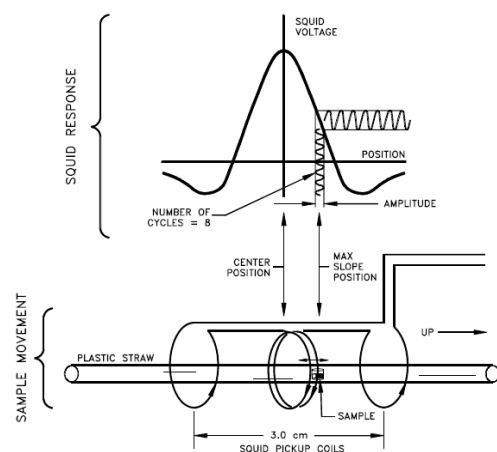 SQUID
VOLTAGE
SQUID RESPONSE
POSITION
NUMBER OF
CYCLES = 8
AMPLITUDE
CENTER
POSITION
MAX
SLOPE
POSITION
SAMPLE MOVEMENT
UP
PLASTIC STRAW
SAMPLE
3.0 cm
SQUID PICKUP COILS